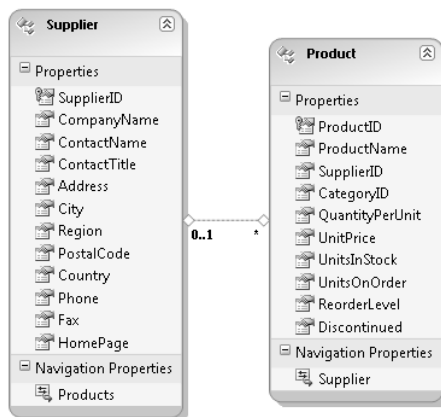 Supplier
Properties
SupplierID
CompanyName
ContactName
ContactTitle
Address
City
Region
PostalCode
Country
Phone
Fax
HomePage
Navigation Properties
Products
0..1
*
Product
Properties
ProductID
ProductName
SupplierID
CategoryID
QuantityPerUnit
UnitPrice
UnitsInStock
UnitsOnOrder
ReorderLevel
Discontinued
Navigation Properties
Supplier